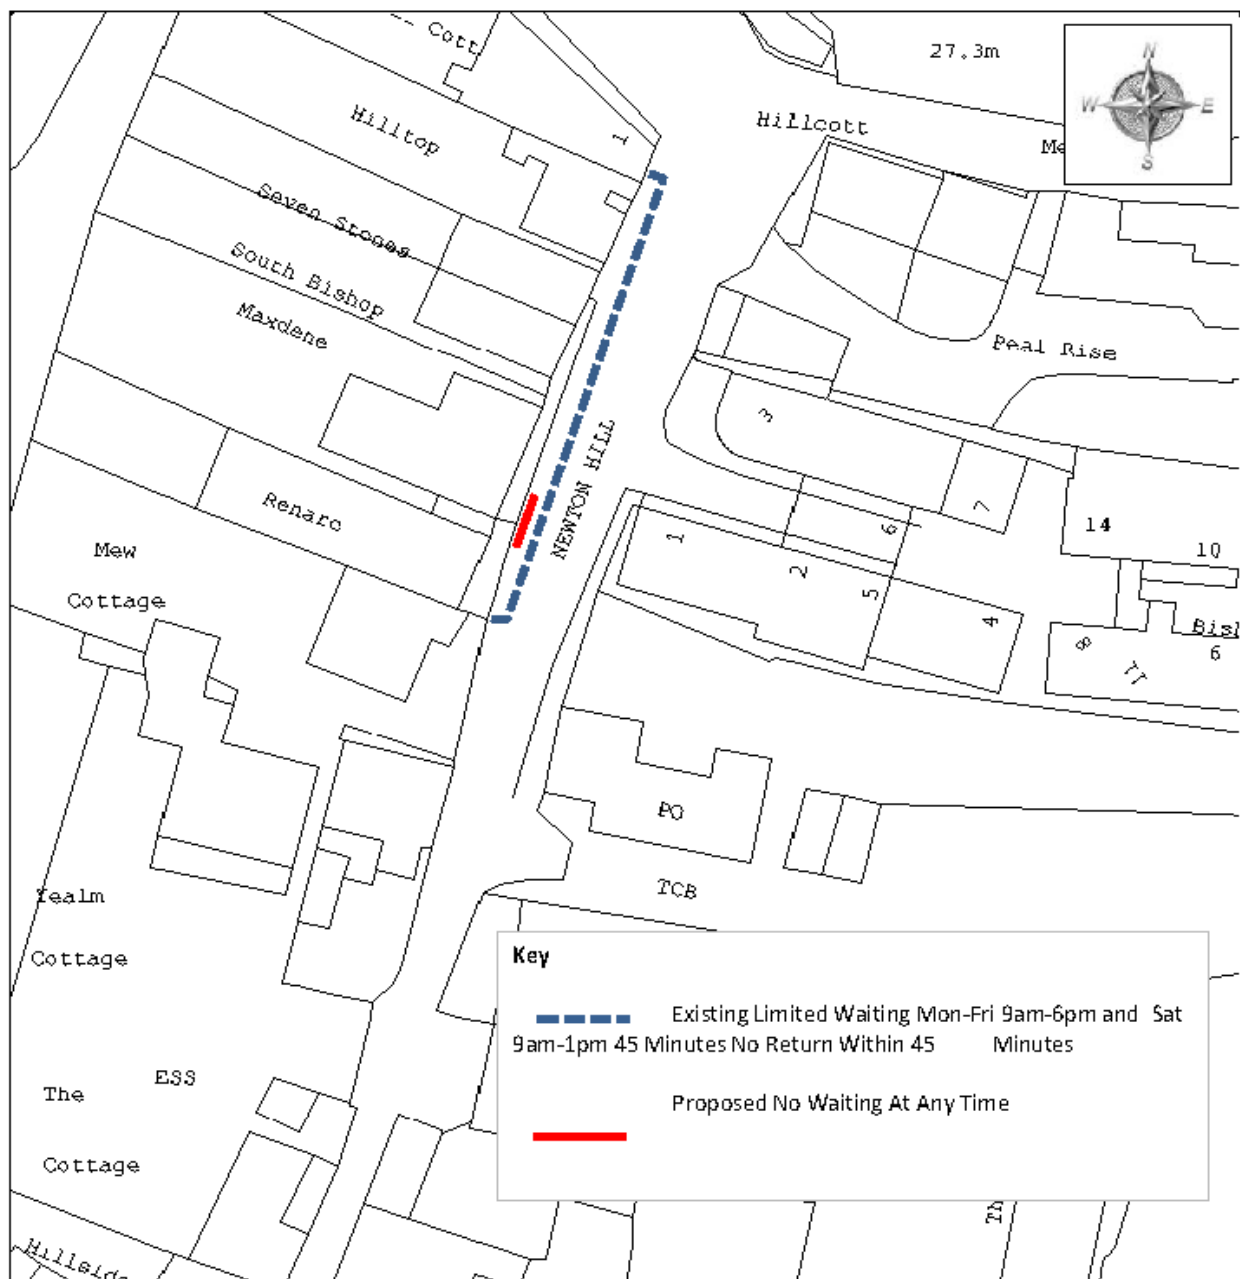 Cott
27.3m
N
W E
S
Hillcott
Me
1
Hilltop
Seven Stones
South Bishop
Maxdene
Peal Rise
3
NEWTON HILL
Renarc
7
14
10
6
1
2
5
4
Mew
Cottage
8
11
6
PO
TCB
Yealm
Cottage
Key
Existing Limited Waiting Mon-Fri 9am-6pm and Sat
9am-1pm 45 Minutes No Return Within 45 Minutes
Proposed No Waiting At Any Time
ESS
The
Cottage
Th
Hillside